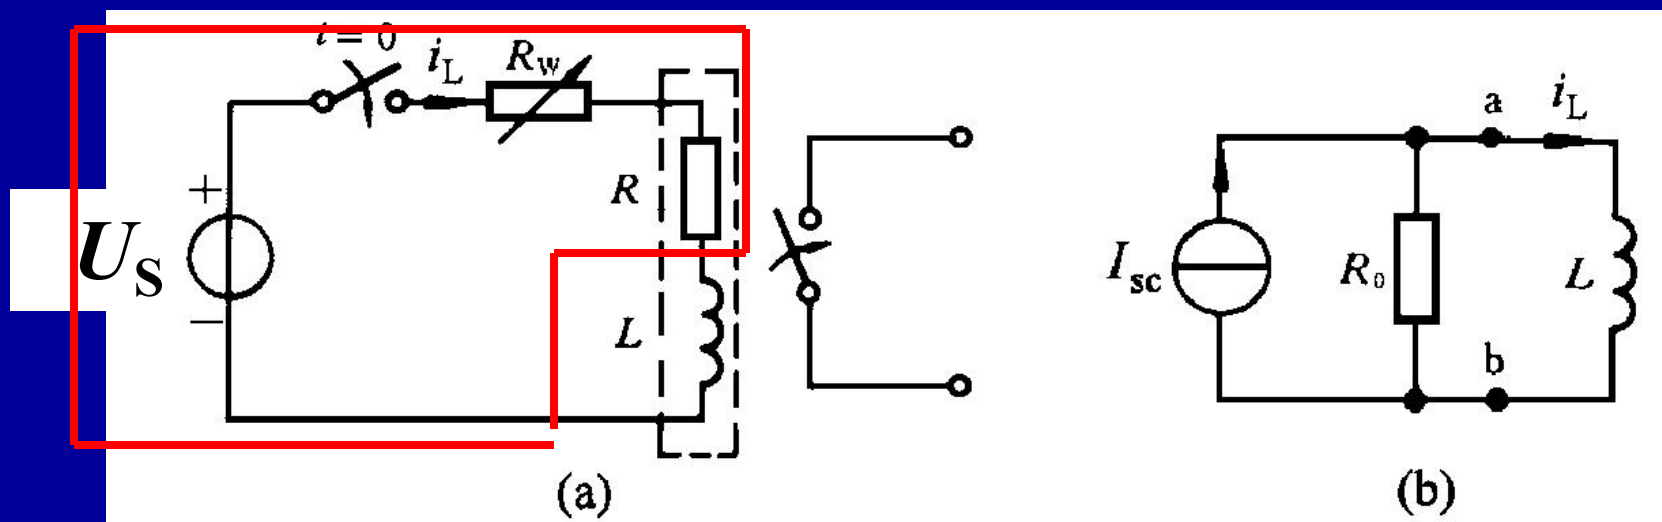 t = 0
iL
RW
+
US
−
R
L
(a)
a
iL
Isc
R0
L
b
(b)